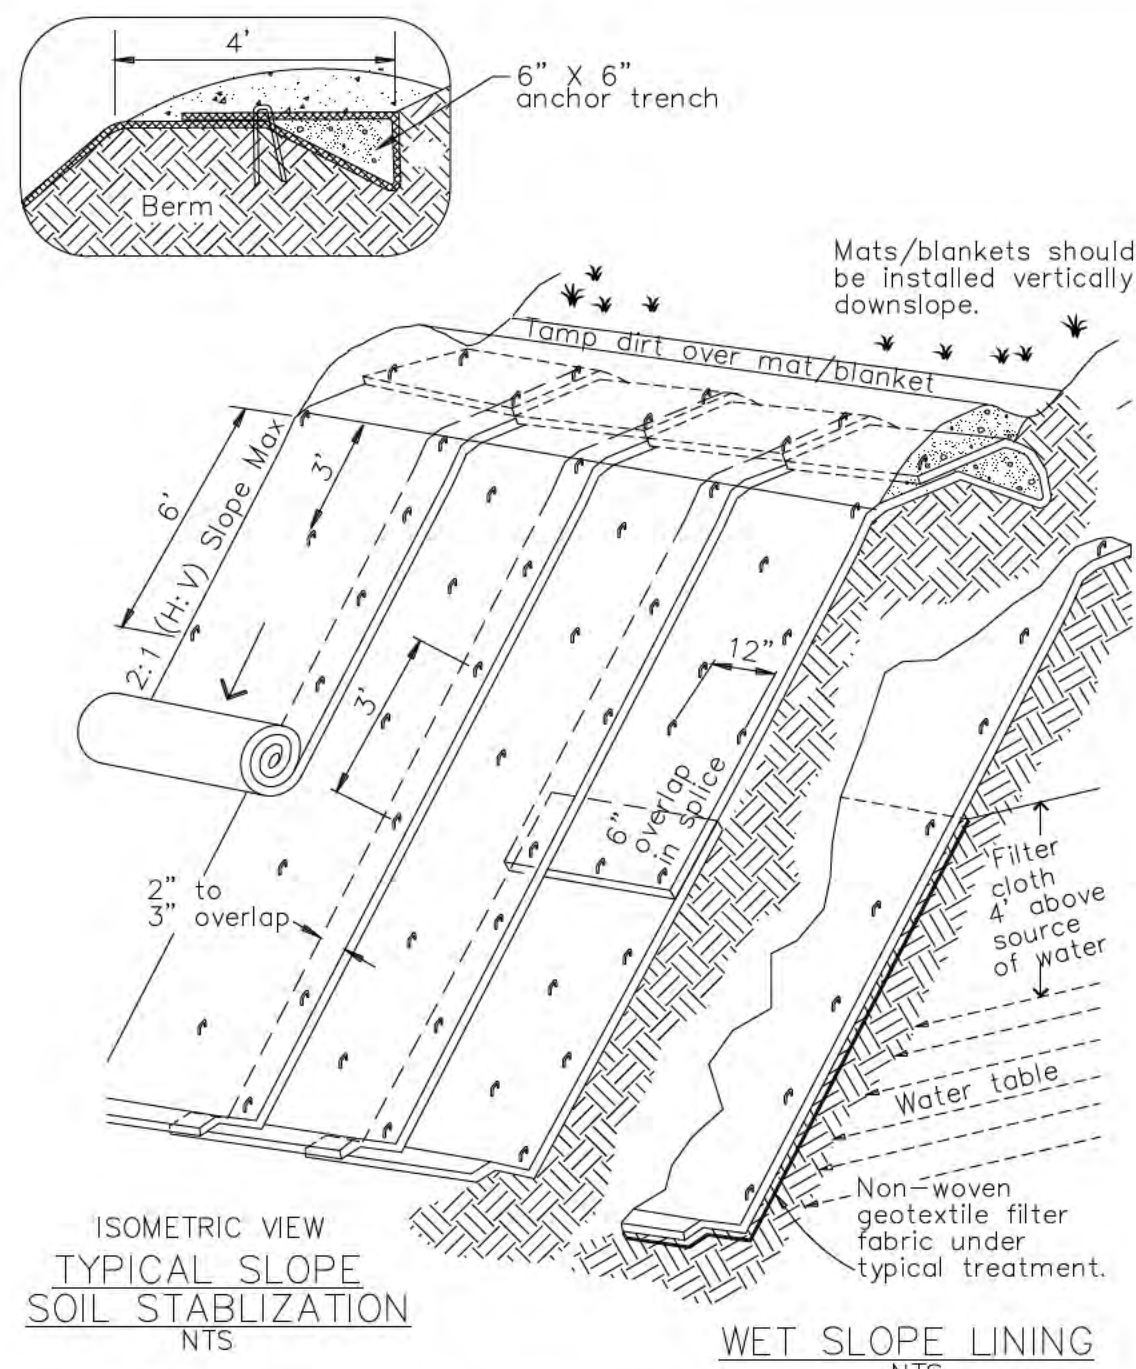 4'
6" X 6"
anchor trench
Berm
Mats/blankets should
be installed vertically
downslope.
Tamp dirt over mat/blanket
6'
2:1 (H: V) Slope Max
3'
3'
12"
6"
overlap
in splice
2" to
3" overlap
Filter
cloth
4' above
source
of water
Water table
Non-woven
geotextile filter
fabric under
typical treatment.
ISOMETRIC VIEW
TYPICAL SLOPE
SOIL STABLIZATION
NTS
WET SLOPE LINING
NTS